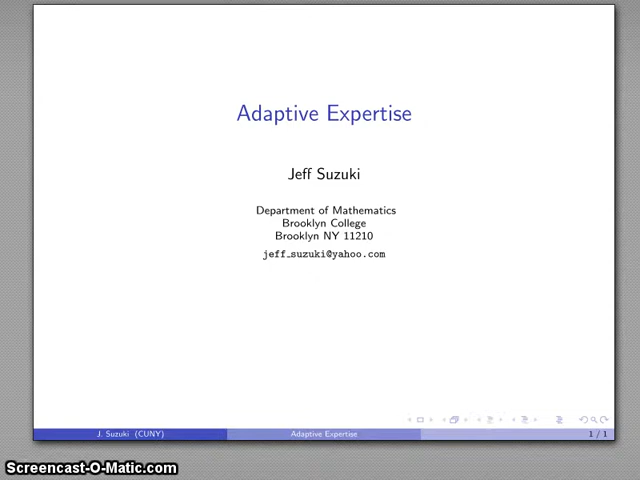 Adaptive Expertise
Jeff Suzuki
Department of Mathematics
Brooklyn College
Brooklyn NY 11210
jeff_suzuki@yahoo.com
J. Suzuki (CUNY) Adaptive Expertise 1 / 1
Screencast-O-Matic.com